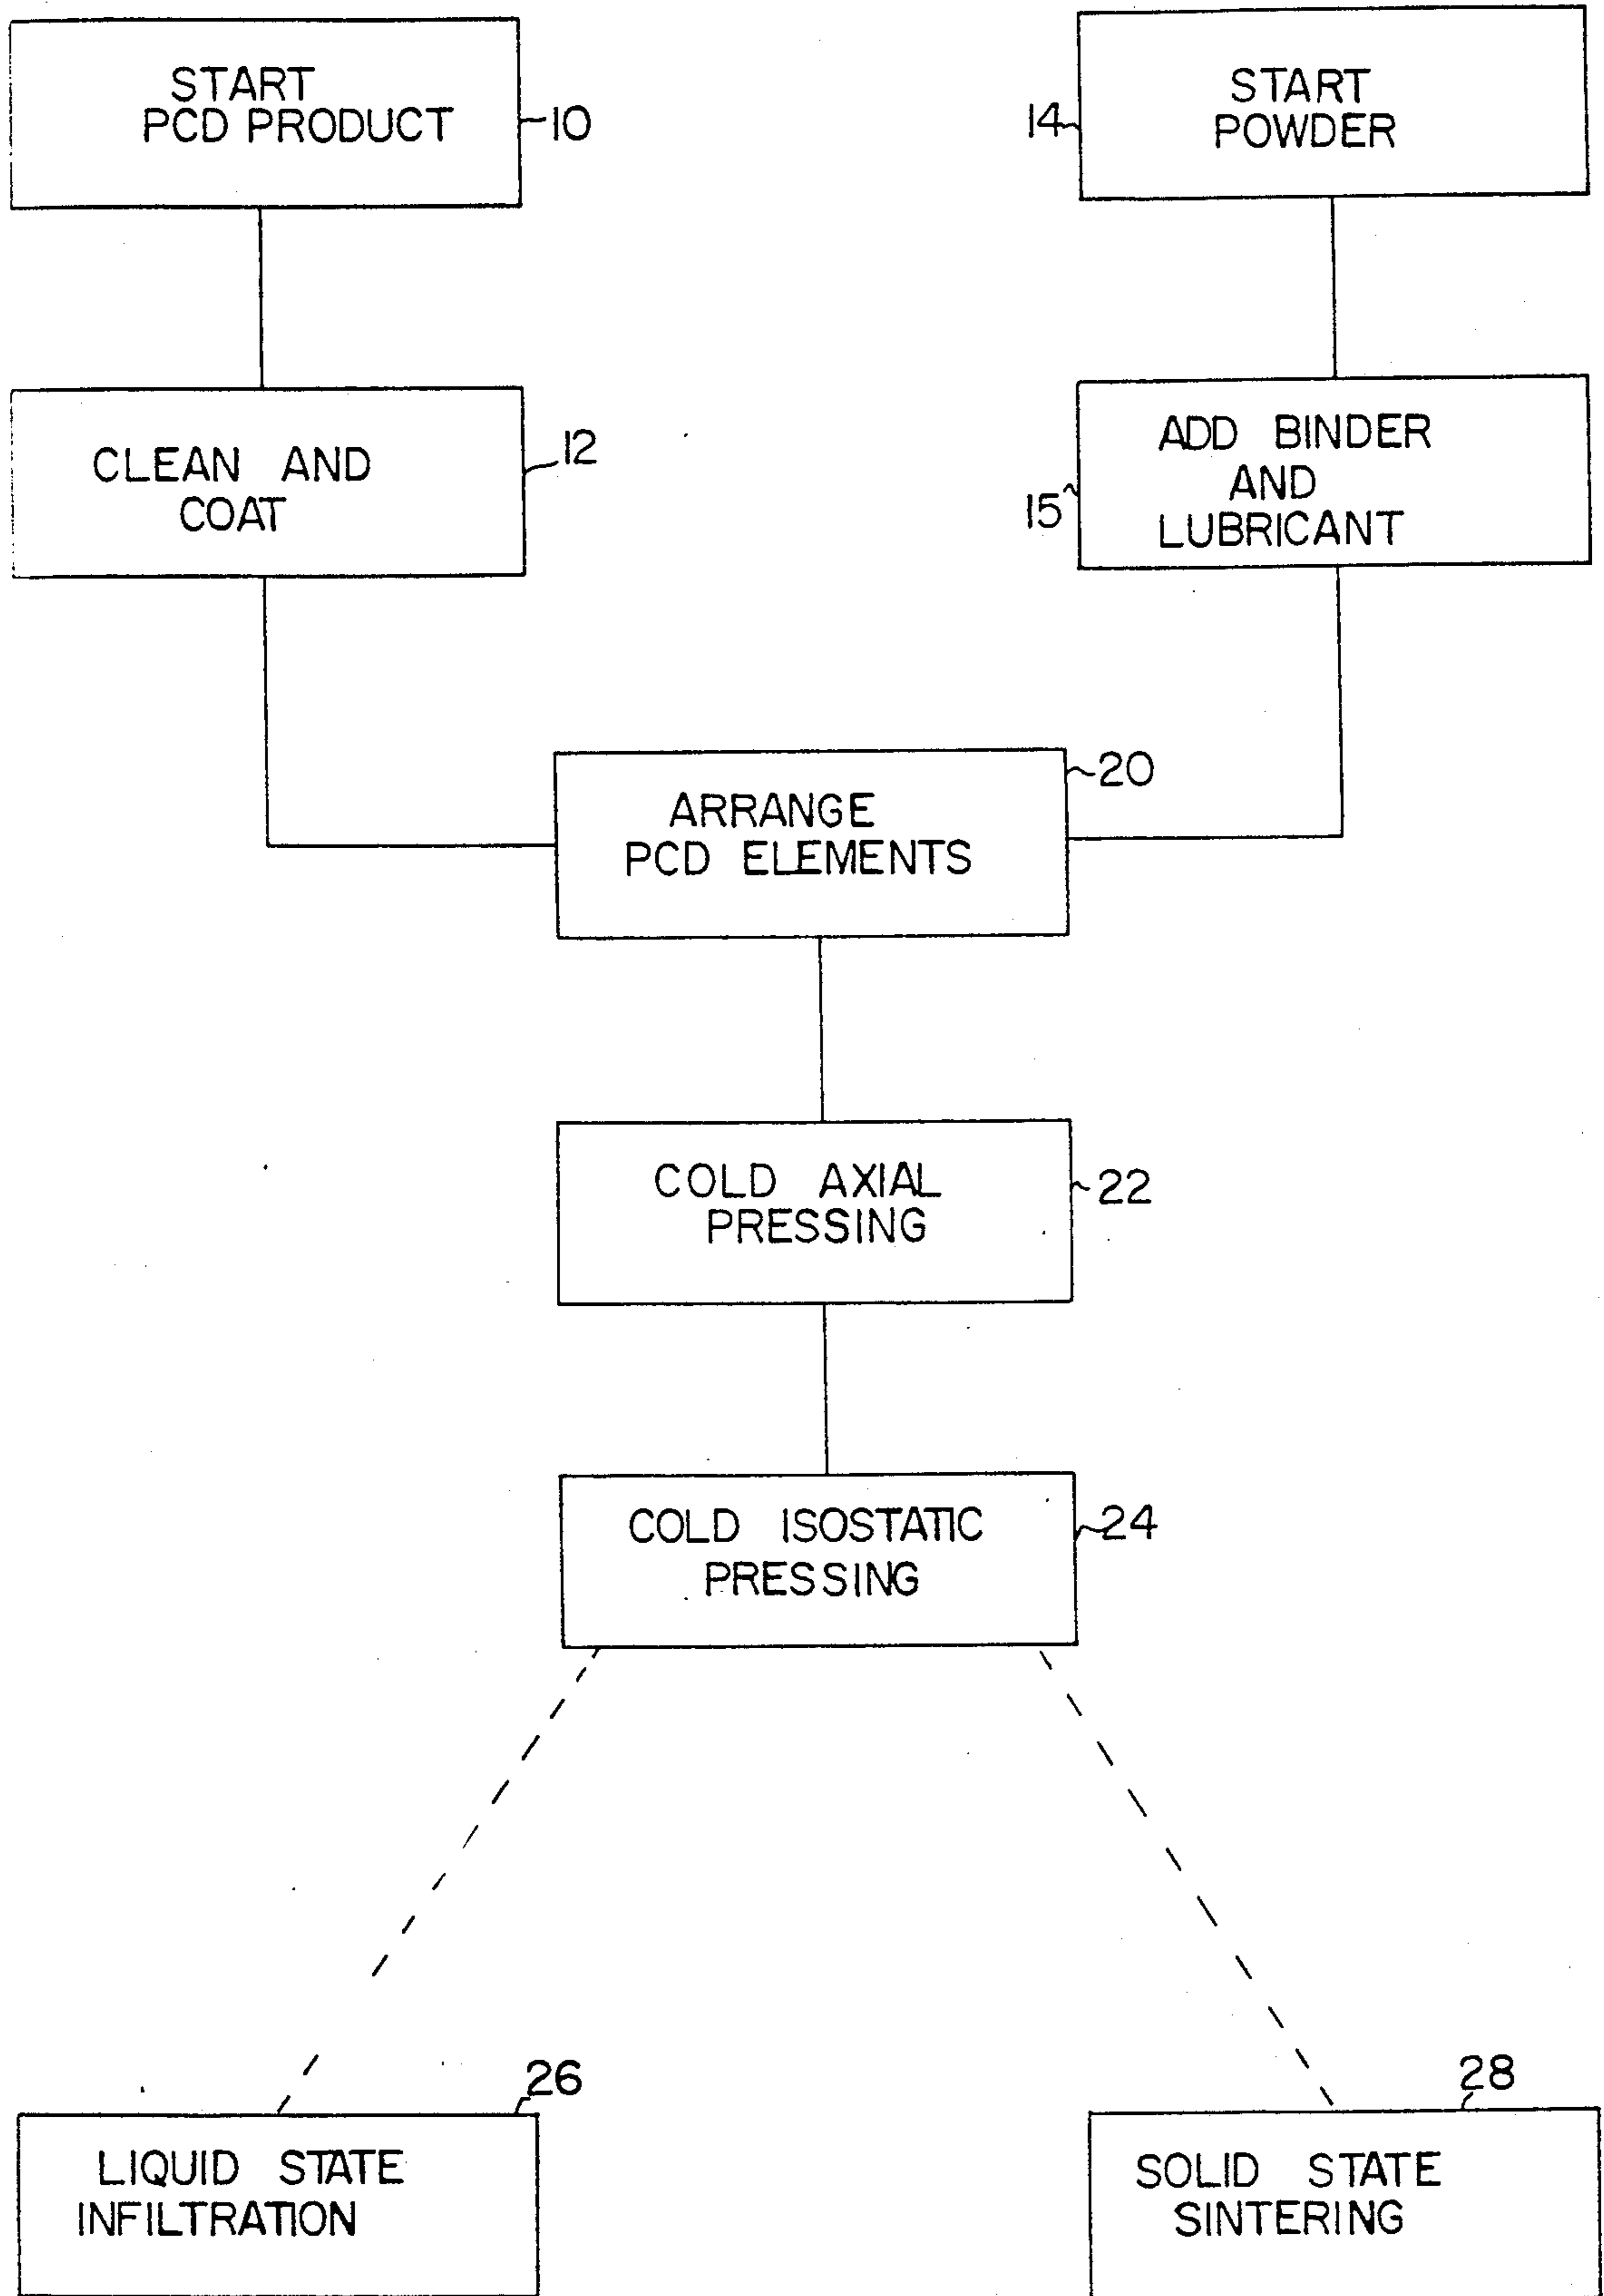 START
PCD PRODUCT
10
14
START
POWDER
CLEAN AND
COAT
12
15
ADD BINDER
AND
LUBRICANT
ARRANGE
PCD ELEMENTS
20
COLD AXIAL
PRESSING
22
COLD ISOSTATIC
PRESSING
24
26
LIQUID STATE
INFILTRATION
28
SOLID STATE
SINTERING